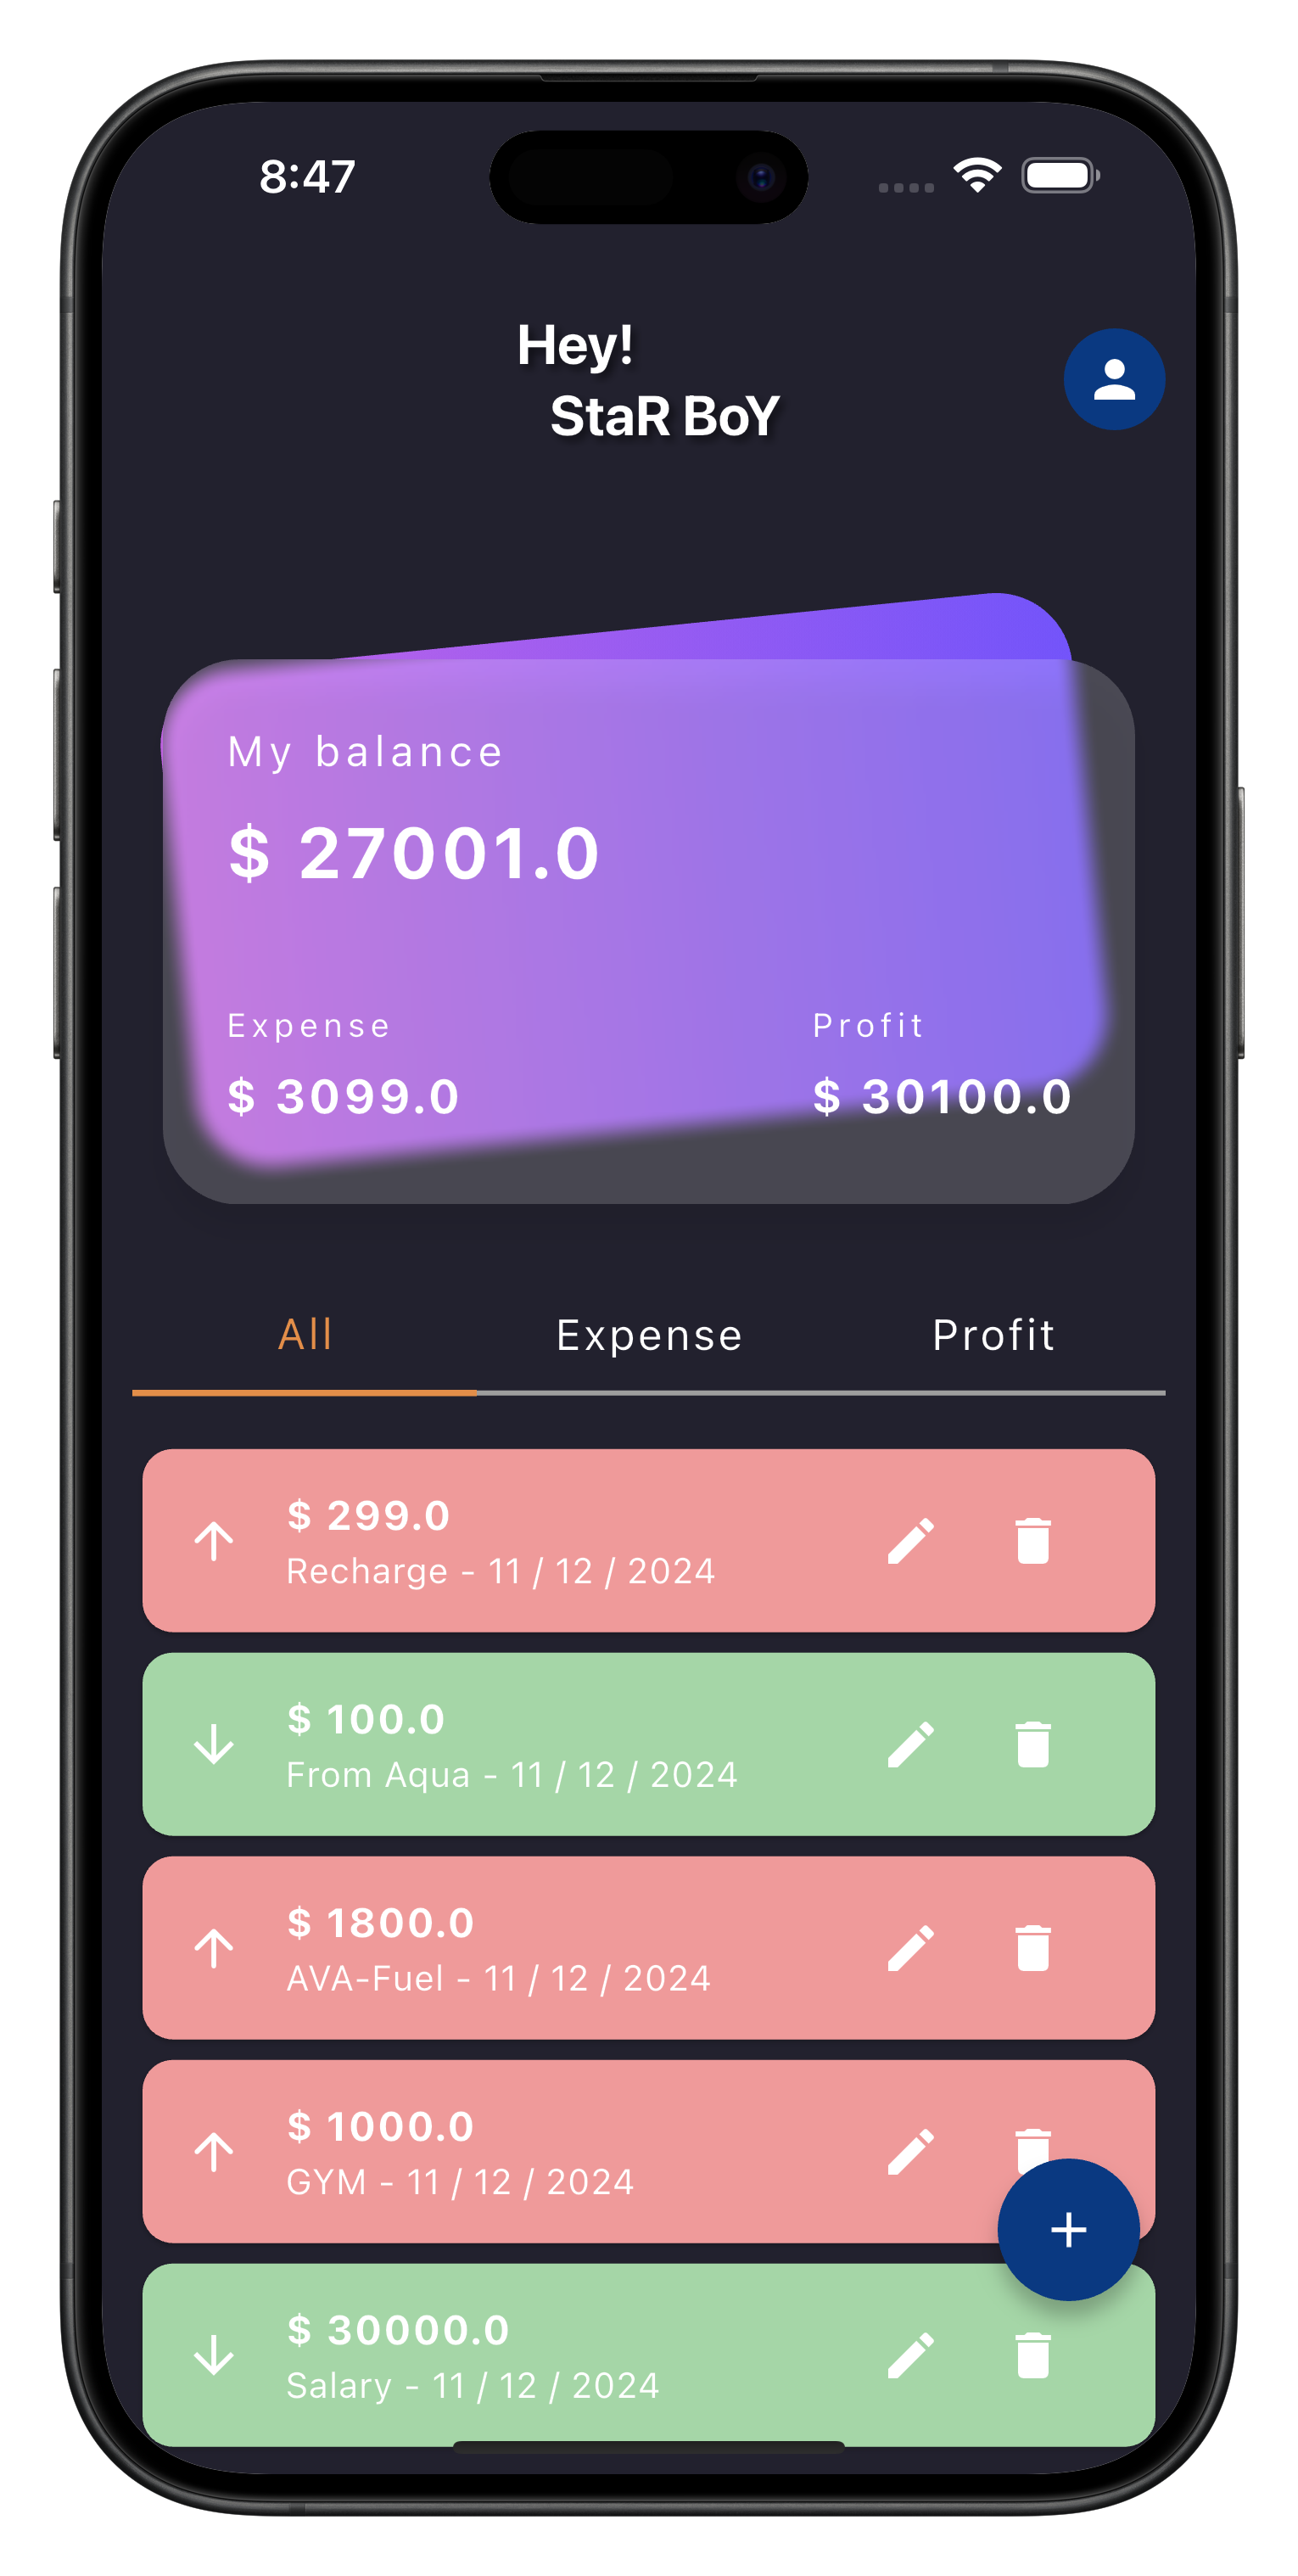 8:47
Hey!
StaR BoY
My balance
$ 27001.0
Expense Profit
$ 3099.0 $ 30100.0
All Expense Profit
$ 299.0
Recharge - 11 / 12 / 2024
$ 100.0
From Aqua - 11 / 12 / 2024
$ 1800.0
AVA-Fuel - 11 / 12 / 2024
$ 1000.0
GYM - 11 / 12 / 2024
$ 30000.0
Salary - 11 / 12 / 2024